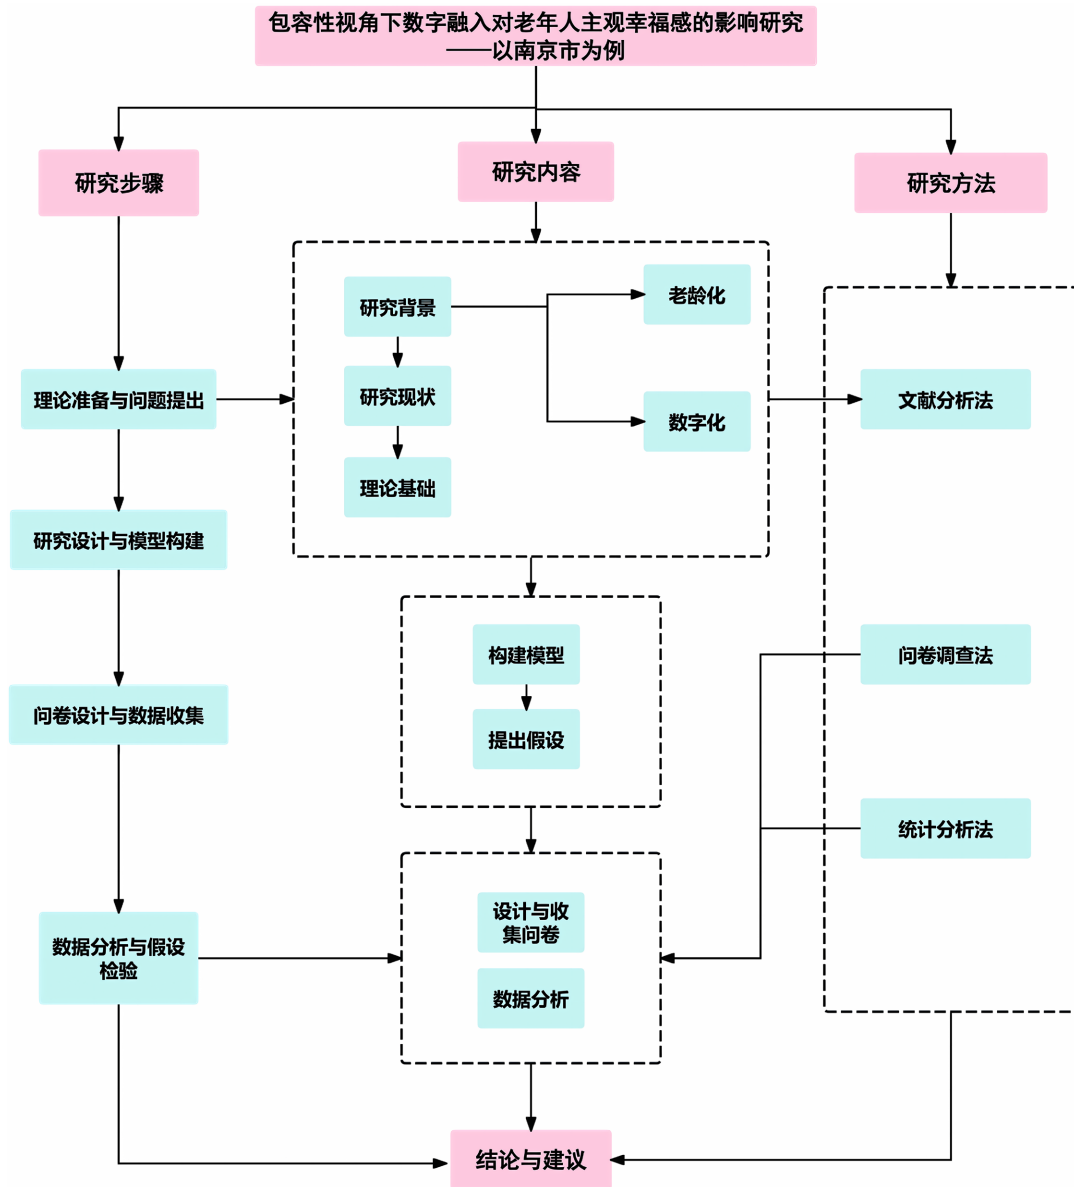 包容性视角下数字融入对老年人主观幸福感的影响研究
——以南京市为例
研究步骤
研究内容
研究方法
研究背景
老龄化
研究现状
数字化
理论基础
理论准备与问题提出
文献分析法
研究设计与模型构建
构建模型
提出假设
问卷调查法
问卷设计与数据收集
统计分析法
设计与收
集问卷
数据分析
数据分析与假设
检验
结论与建议